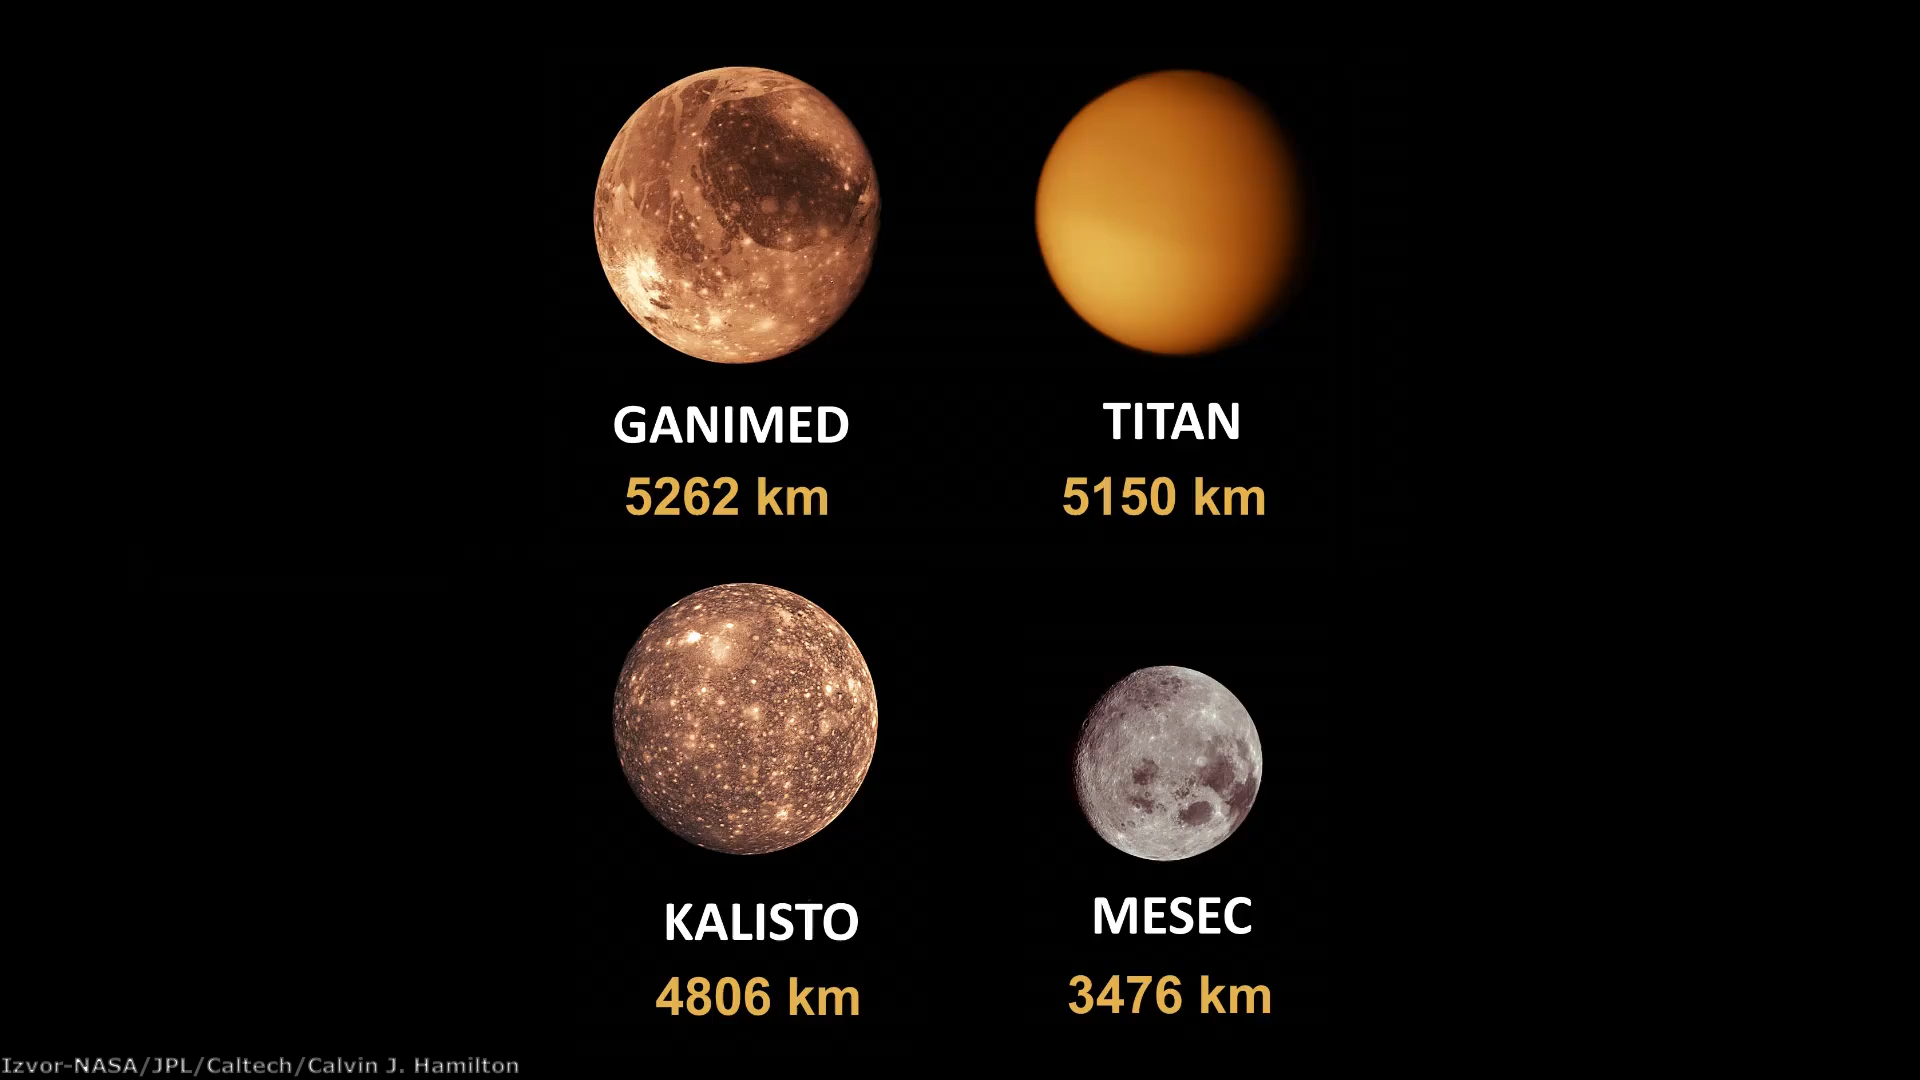 GANIMED
5262 km
TITAN
5150 km
KALISTO
4806 km
MESEC
3476 km
Izvor-NASA/JPL/Caltech/Calvin J. Hamilton